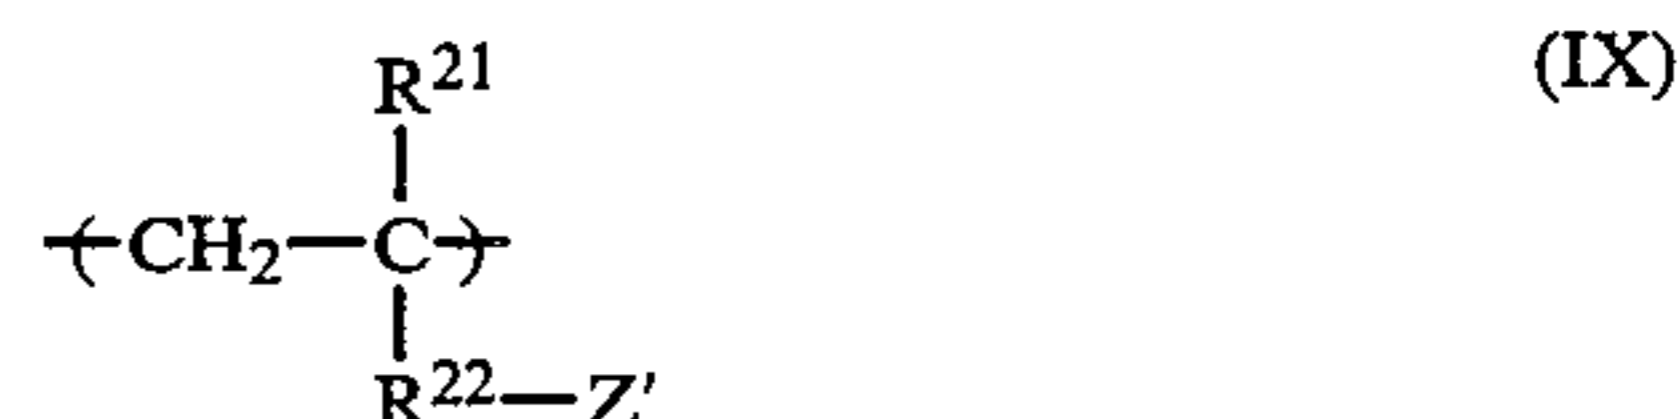 R²¹ (IX)
-(CH₂—C)-
R²²—Z'